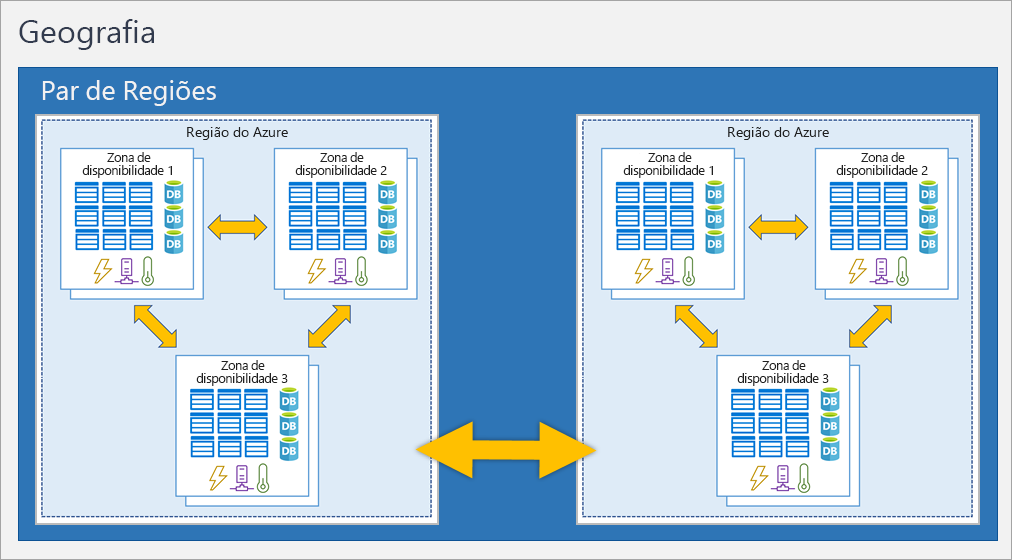 Geografia
Par de Regiões
Região do Azure
Zona de
disponibilidade 1
DB
DB
DB
Zona de
disponibilidade 2
DB
DB
DB
Zona de
disponibilidade 3
DB
DB
DB
Região do Azure
Zona de
disponibilidade 1
DB
DB
DB
Zona de
disponibilidade 2
DB
DB
DB
Zona de
disponibilidade 3
DB
DB
DB